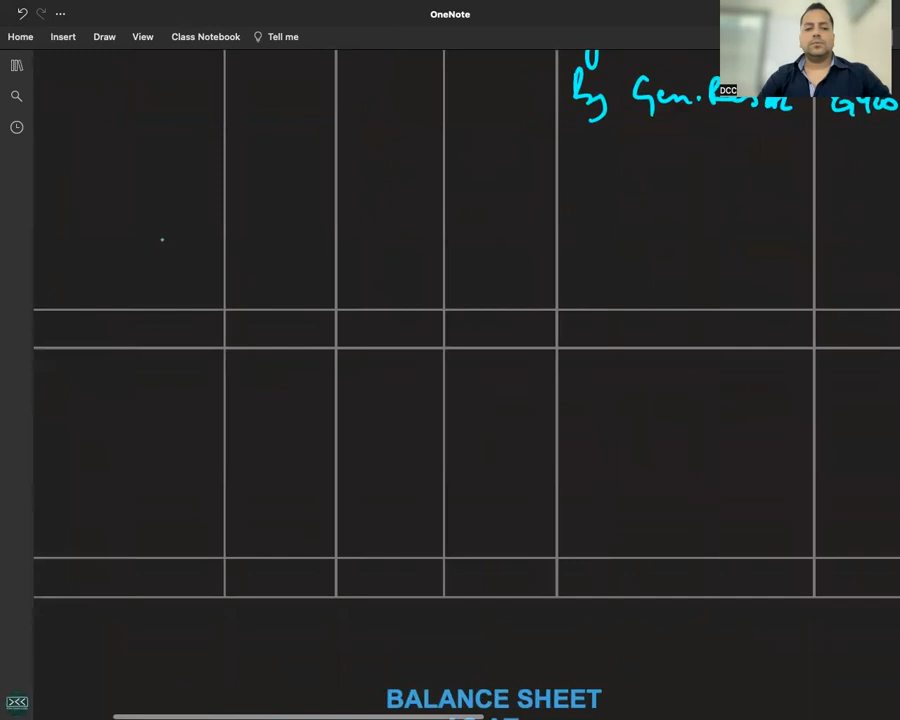 OneNote
Home Insert Draw View Class Notebook Tell me
DCC
By Gen.
BALANCE SHEET